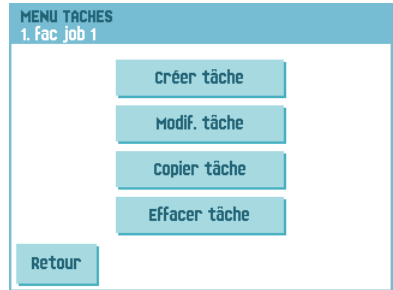 MENU TACHES
1. Fac job 1
Créer tâche
Modif. tâche
Copier tâche
Effacer tâche
Retour